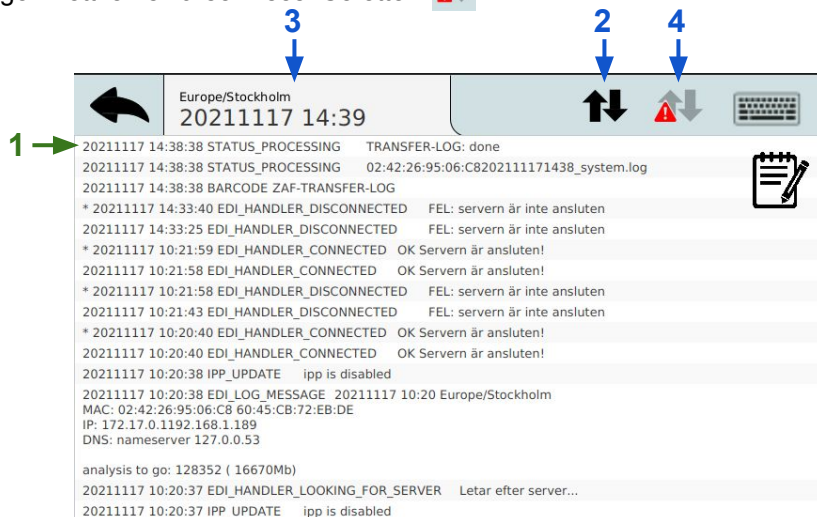 3
2
4
Europe/Stockholm
20211117 14:39
1
20211117 14:38:38 STATUS_PROCESSING TRANSFER-LOG: done
20211117 14:38:38 STATUS_PROCESSING 02:42:26:95:06:C8202111171438_system.log
20211117 14:38:38 BARCODE ZAF-TRANSFER-LOG
* 20211117 14:33:40 EDI_HANDLER_DISCONNECTED FEL: servern är inte ansluten
20211117 14:33:25 EDI_HANDLER_DISCONNECTED FEL: servern är inte ansluten
* 20211117 10:21:59 EDI_HANDLER_CONNECTED OK Servern är ansluten!
20211117 10:21:58 EDI_HANDLER_CONNECTED OK Servern är ansluten!
* 20211117 10:21:58 EDI_HANDLER_DISCONNECTED FEL: servern är inte ansluten
20211117 10:21:43 EDI_HANDLER_DISCONNECTED FEL: servern är inte ansluten
* 20211117 10:20:40 EDI_HANDLER_CONNECTED OK Servern är ansluten!
20211117 10:20:40 EDI_HANDLER_CONNECTED OK Servern är ansluten!
20211117 10:20:38 IPP_UPDATE ipp is disabled
20211117 10:20:38 EDI_LOG_MESSAGE 20211117 10:20 Europe/Stockholm
MAC: 02:42:26:95:06:C8 60:45:CB:72:EB:DE
IP: 172.17.0.1192.168.1.189
DNS: nameserver 127.0.0.53
analysis to go: 128352 ( 16670Mb)
20211117 10:20:37 EDI_HANDLER_LOOKING_FOR_SERVER Letar efter server...
20211117 10:20:37 IPP_UPDATE ipp is disabled